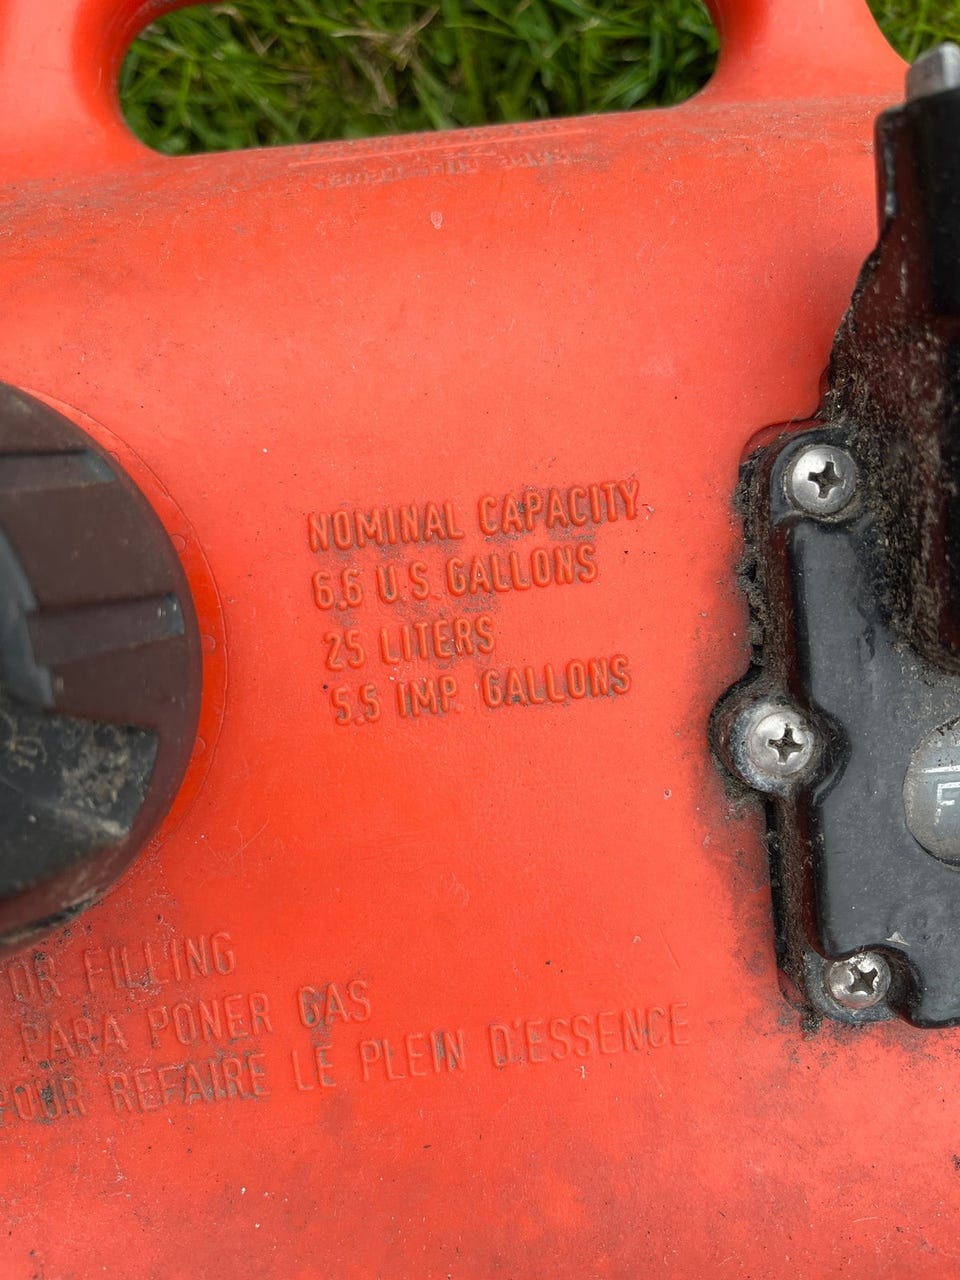 NOMINAL CAPACITY
6.6 U.S. GALLONS
25 LITERS
5.5 IMP. GALLONS
F
OR FILLING
PARA PONER GAS
POUR REFAIRE LE PLEIN D'ESSENCE